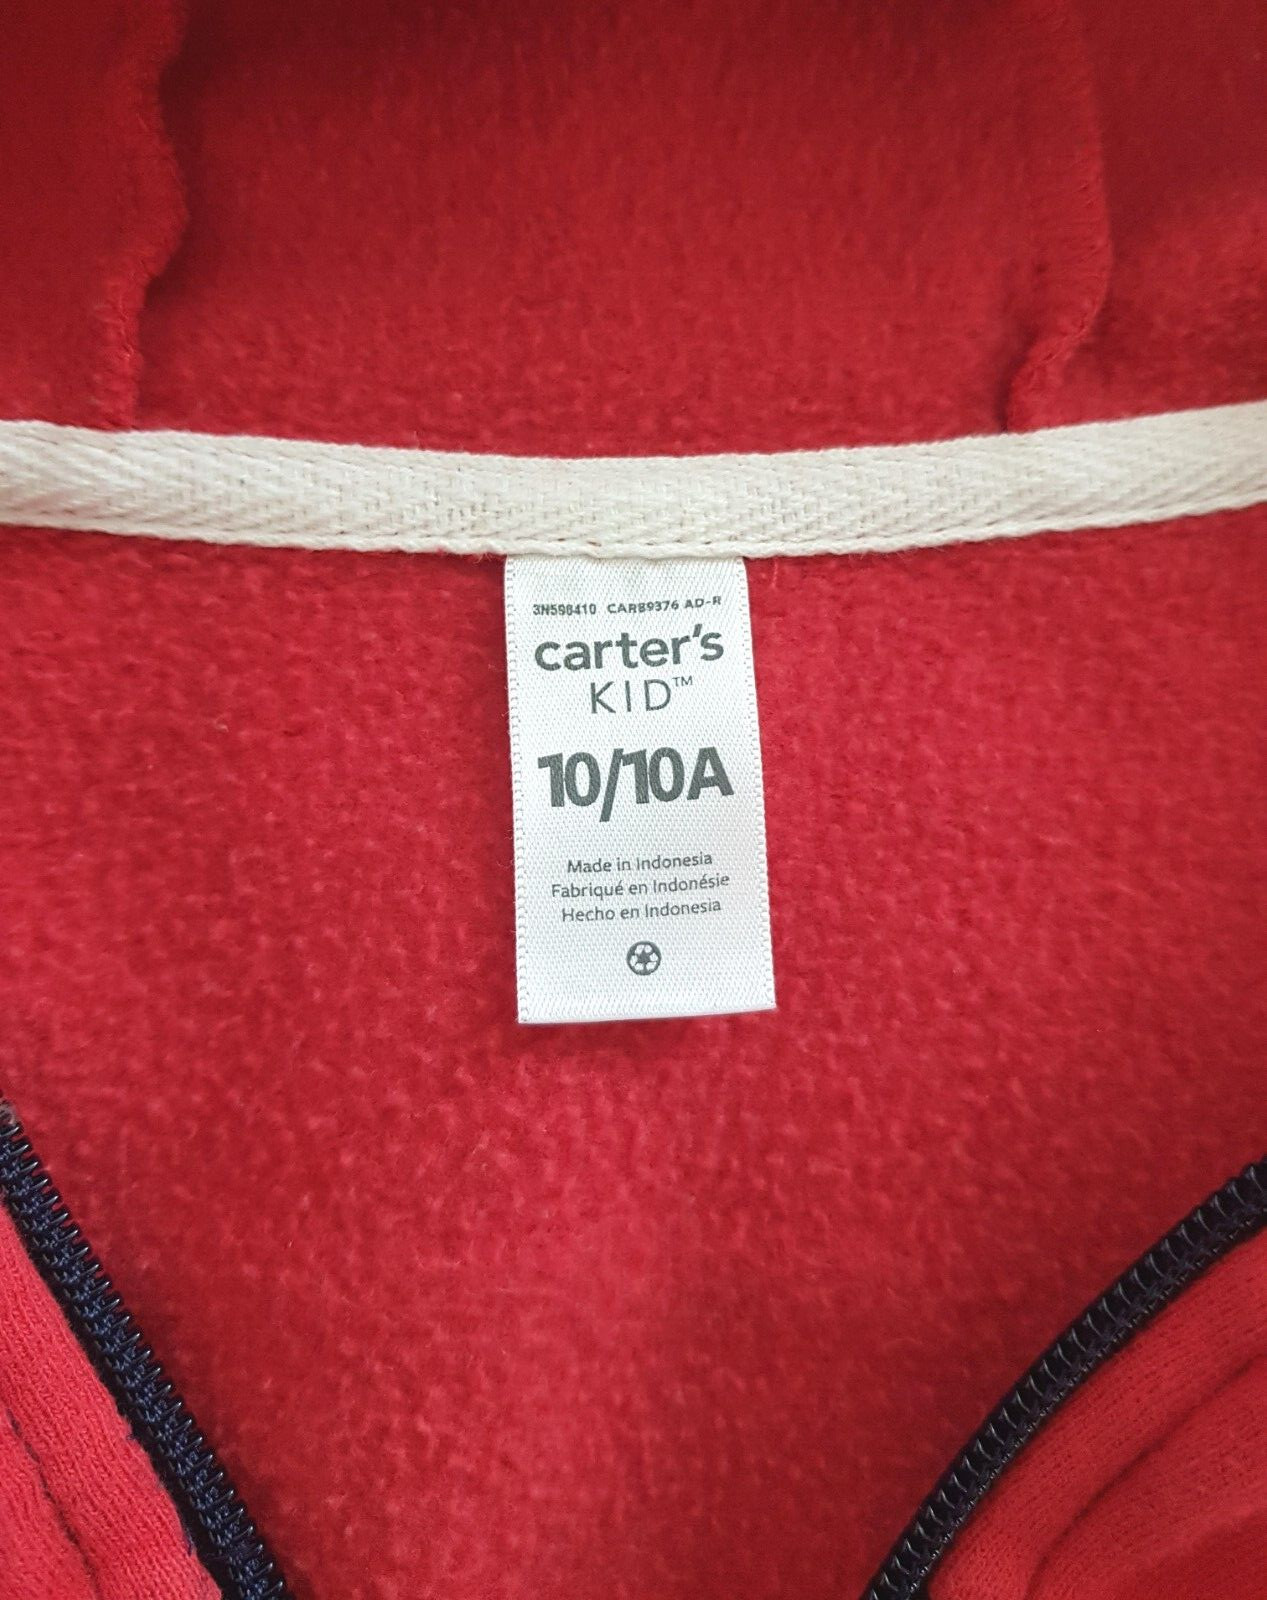 3N598410 CARB9376 AD-R
carter's
KID™
10/10A
Made in Indonesia
Fabriqué en Indonésie
Hecho en Indonesia